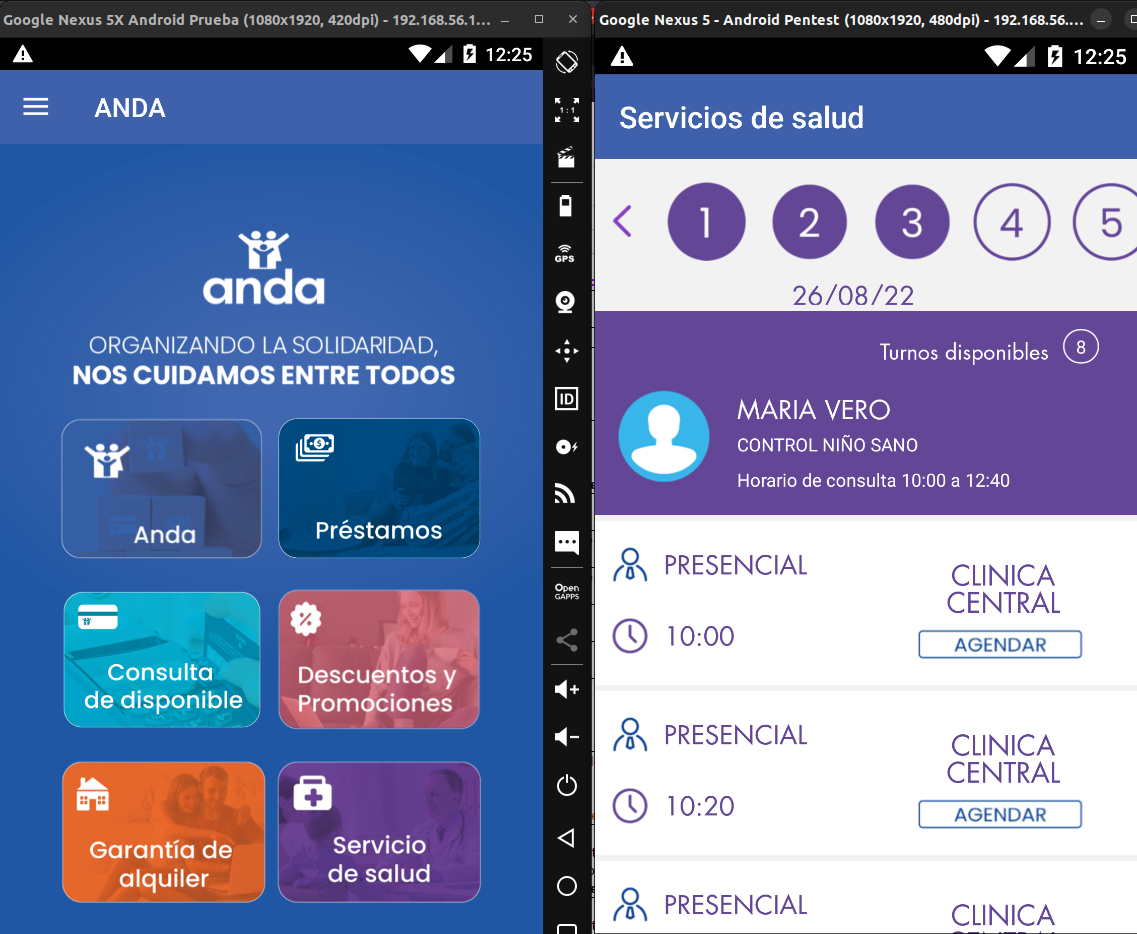 Google Nexus 5X Android Prueba (1080x1920, 420dpi) - 192.168.56.1...
12:25
ANDA
anda
ORGANIZANDO LA SOLIDARIDAD,
NOS CUIDAMOS ENTRE TODOS
Anda
Préstamos
Consulta
de disponible
Descuentos y
Promociones
Garantía de
alquiler
Servicio
de salud
1:1
GPS
ID
Open
GAPPS
Google Nexus 5 - Android Pentest (1080x1920, 480dpi) - 192.168.56....
12:25
Servicios de salud
1 2 3 4 5
26/08/22
Turnos disponibles 8
MARIA VERO
CONTROL NIÑO SANO
Horario de consulta 10:00 a 12:40
PRESENCIAL
CLINICA
CENTRAL
10:00
AGENDAR
PRESENCIAL
CLINICA
CENTRAL
10:20
AGENDAR
PRESENCIAL
CLINICA
CENTRAL